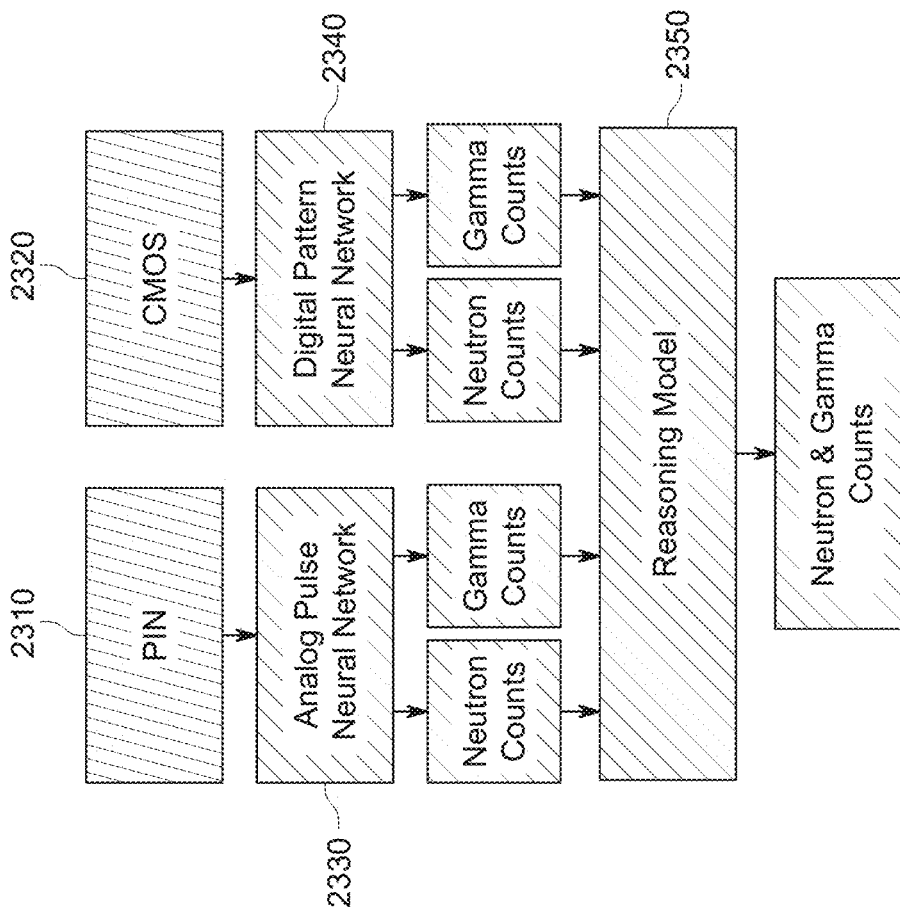 2310
2320
PIN
CMOS
2330
Analog Pulse
Neural Network
Digital Pattern
Neural Network
2340
Neutron
Counts
Gamma
Counts
Neutron
Counts
Gamma
Counts
Reasoning Model
2350
Neutron & Gamma
Counts